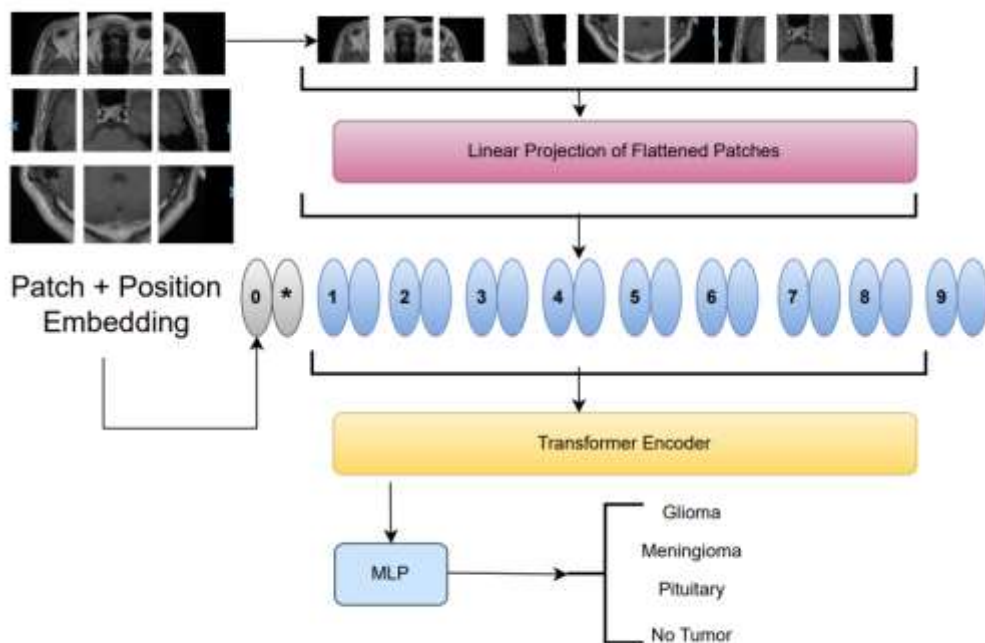 Linear Projection of Flattened Patches
Patch + Position
Embedding
0 * 1 2 3 4 5 6 7 8 9
Transformer Encoder
MLP
Glioma
Meningioma
Pituitary
No Tumor